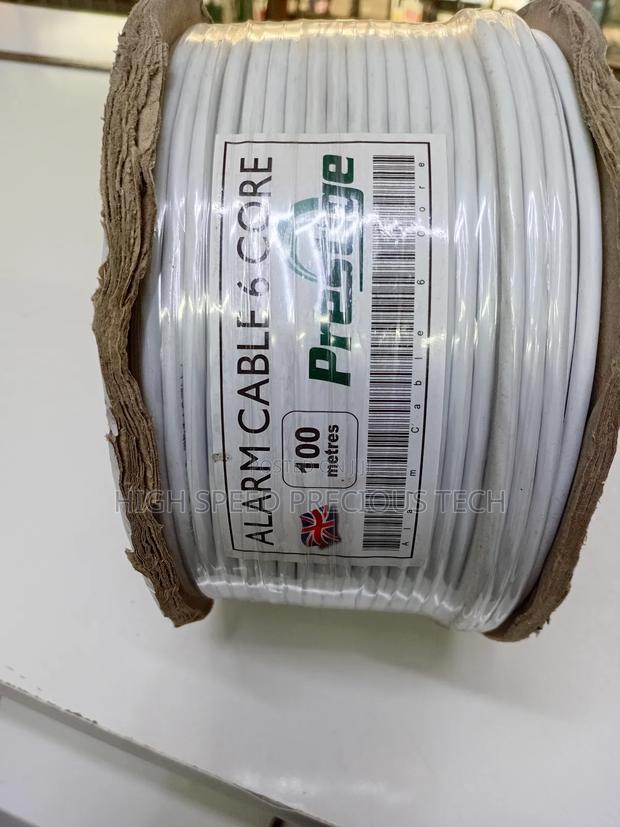 ALARM CABLE 6 CORE
Prestige
100
metres
Alarm Cable 6 Core
HIGH SPEED PRECIOUS TECH